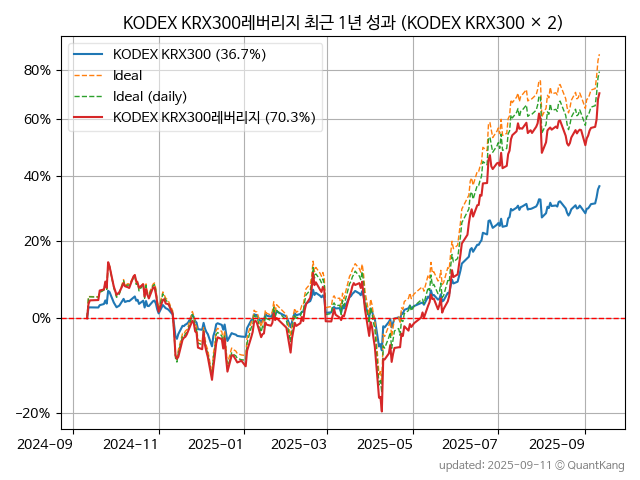 KODEX KRX300레버리지 최근 1년 성과 (KODEX KRX300 × 2)
KODEX KRX300 (36.7%)
Ideal
Ideal (daily)
KODEX KRX300레버리지 (70.3%)
80%
60%
40%
20%
0%
−20%
2024-09 2024-11 2025-01 2025-03 2025-05 2025-07 2025-09
updated: 2025-09-11 © QuantKang